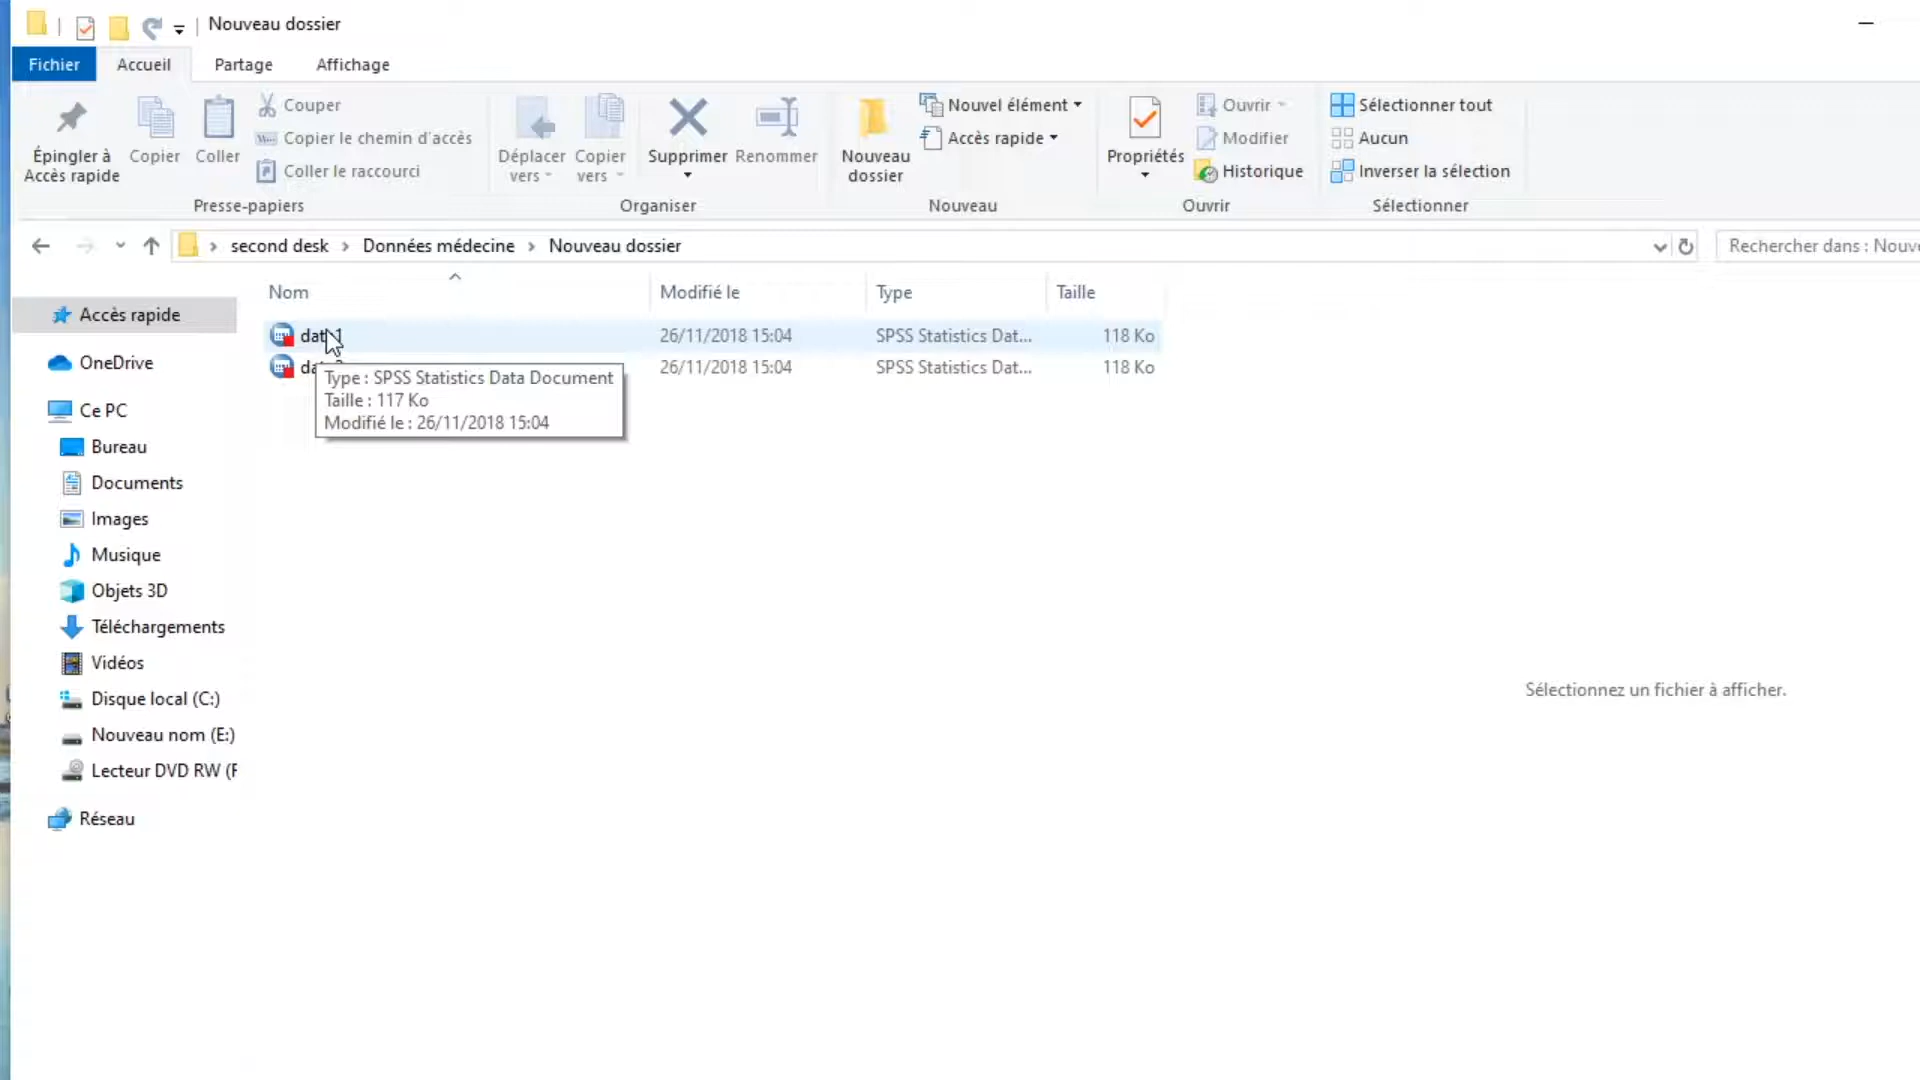 Nouveau dossier
Fichier Accueil Partage Affichage
Épingler à Accès rapide
Copier
Coller
Couper
Copier le chemin d'accès
Coller le raccourci
Presse-papiers
Déplacer vers
Copier vers
Supprimer
Renommer
Organiser
Nouveau dossier
Nouvel élément
Accès rapide
Nouveau
Propriétés
Ouvrir
Modifier
Historique
Ouvrir
Sélectionner tout
Aucun
Inverser la sélection
Sélectionner
second desk › Données médecine › Nouveau dossier
Rechercher dans : Nouv
Nom Modifié le Type Taille
26/11/2018 15:04 SPSS Statistics Dat... 118 Ko
26/11/2018 15:04 SPSS Statistics Dat... 118 Ko
Type : SPSS Statistics Data Document
Taille : 117 Ko
Modifié le : 26/11/2018 15:04
Accès rapide
OneDrive
Ce PC
Bureau
Documents
Images
Musique
Objets 3D
Téléchargements
Vidéos
Disque local (C:)
Nouveau nom (E:)
Lecteur DVD RW (F
Réseau
Sélectionnez un fichier à afficher.